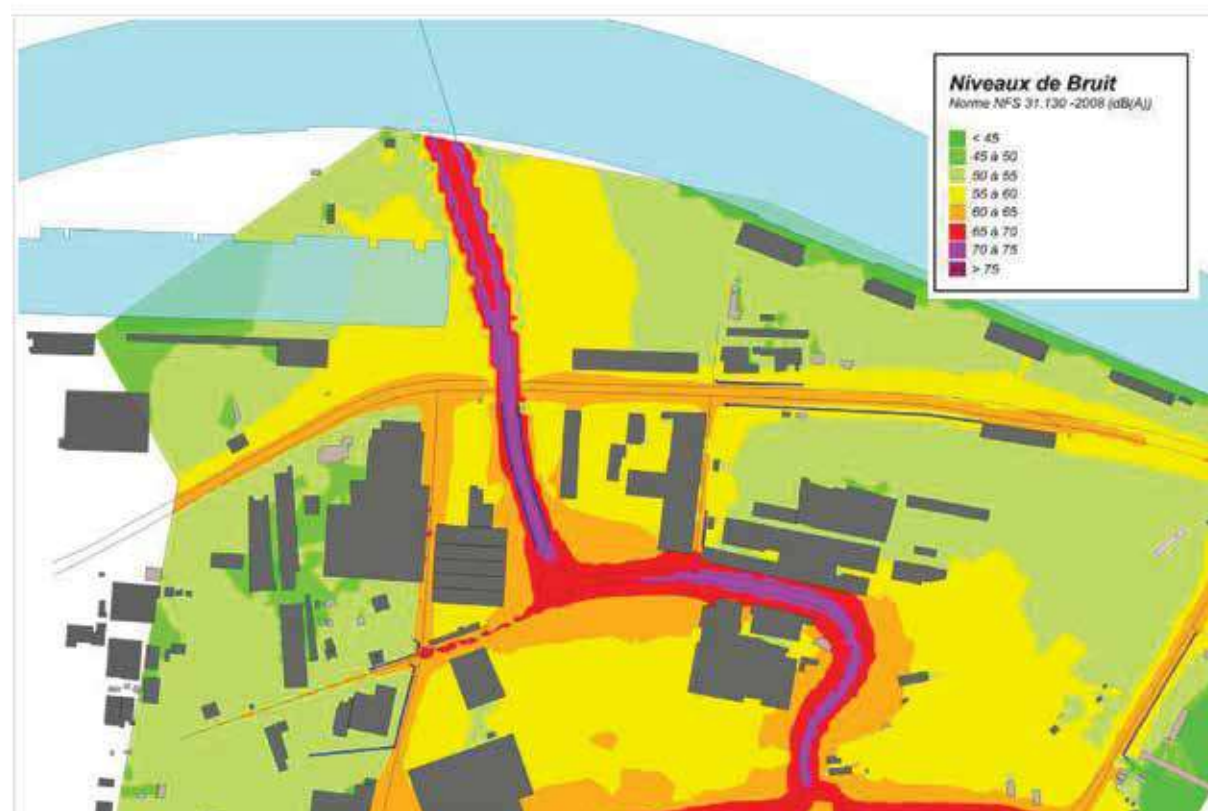 Niveaux de Bruit
Norme NFS 31.130 -2008 (dB(A))
< 45
45 à 50
50 à 55
55 à 60
60 à 65
65 à 70
70 à 75
> 75